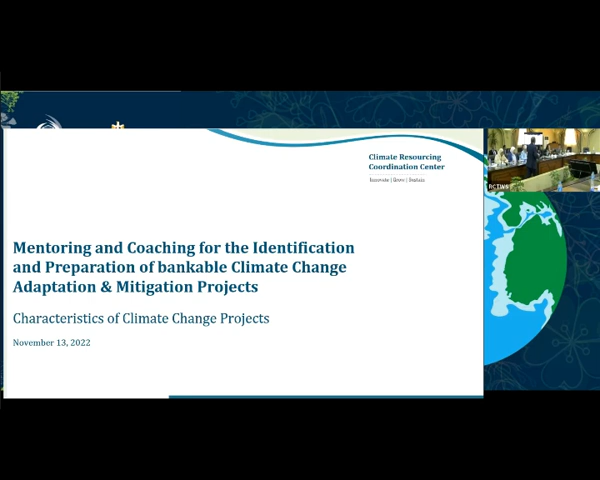 Climate Resourcing
Coordination Center
Innovate | Grow | Sustain
RCTWS
Mentoring and Coaching for the Identification
and Preparation of bankable Climate Change
Adaptation & Mitigation Projects
Characteristics of Climate Change Projects
November 13, 2022